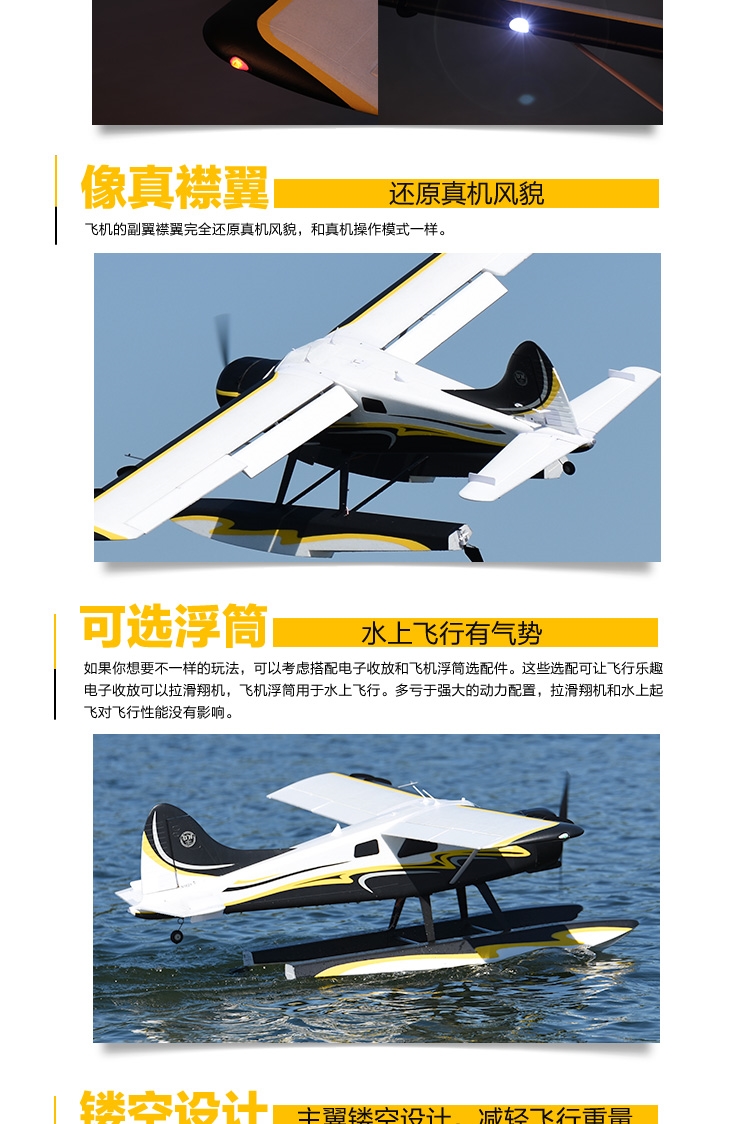 像真襟翼
还原真机风貌
飞机的副翼襟翼完全还原真机风貌，和真机操作模式一样。
可选浮筒
水上飞行有气势
如果你想要不一样的玩法，可以考虑搭配电子收放和飞机浮筒选配件。这些选配可让飞行乐趣
电子收放可以拉滑翔机，飞机浮筒用于水上飞行。多亏于强大的动力配置，拉滑翔机和水上起
飞对飞行性能没有影响。
镂空设计
主翼镂空设计，减轻飞行重量